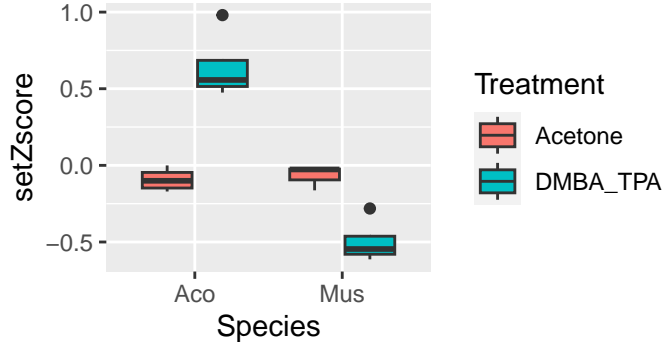 1.0
0.5
0.0
−0.5
setZscore
Aco
Mus
Species
Treatment
Acetone
DMBA_TPA